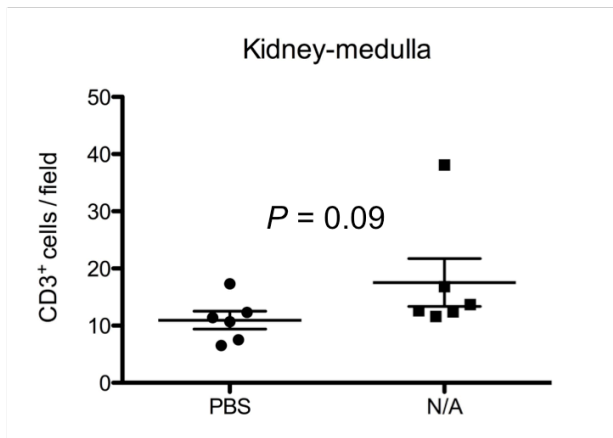 Kidney-medulla
CD3⁺ cells / field
50
40
30
20
10
0
P = 0.09
PBS
N/A